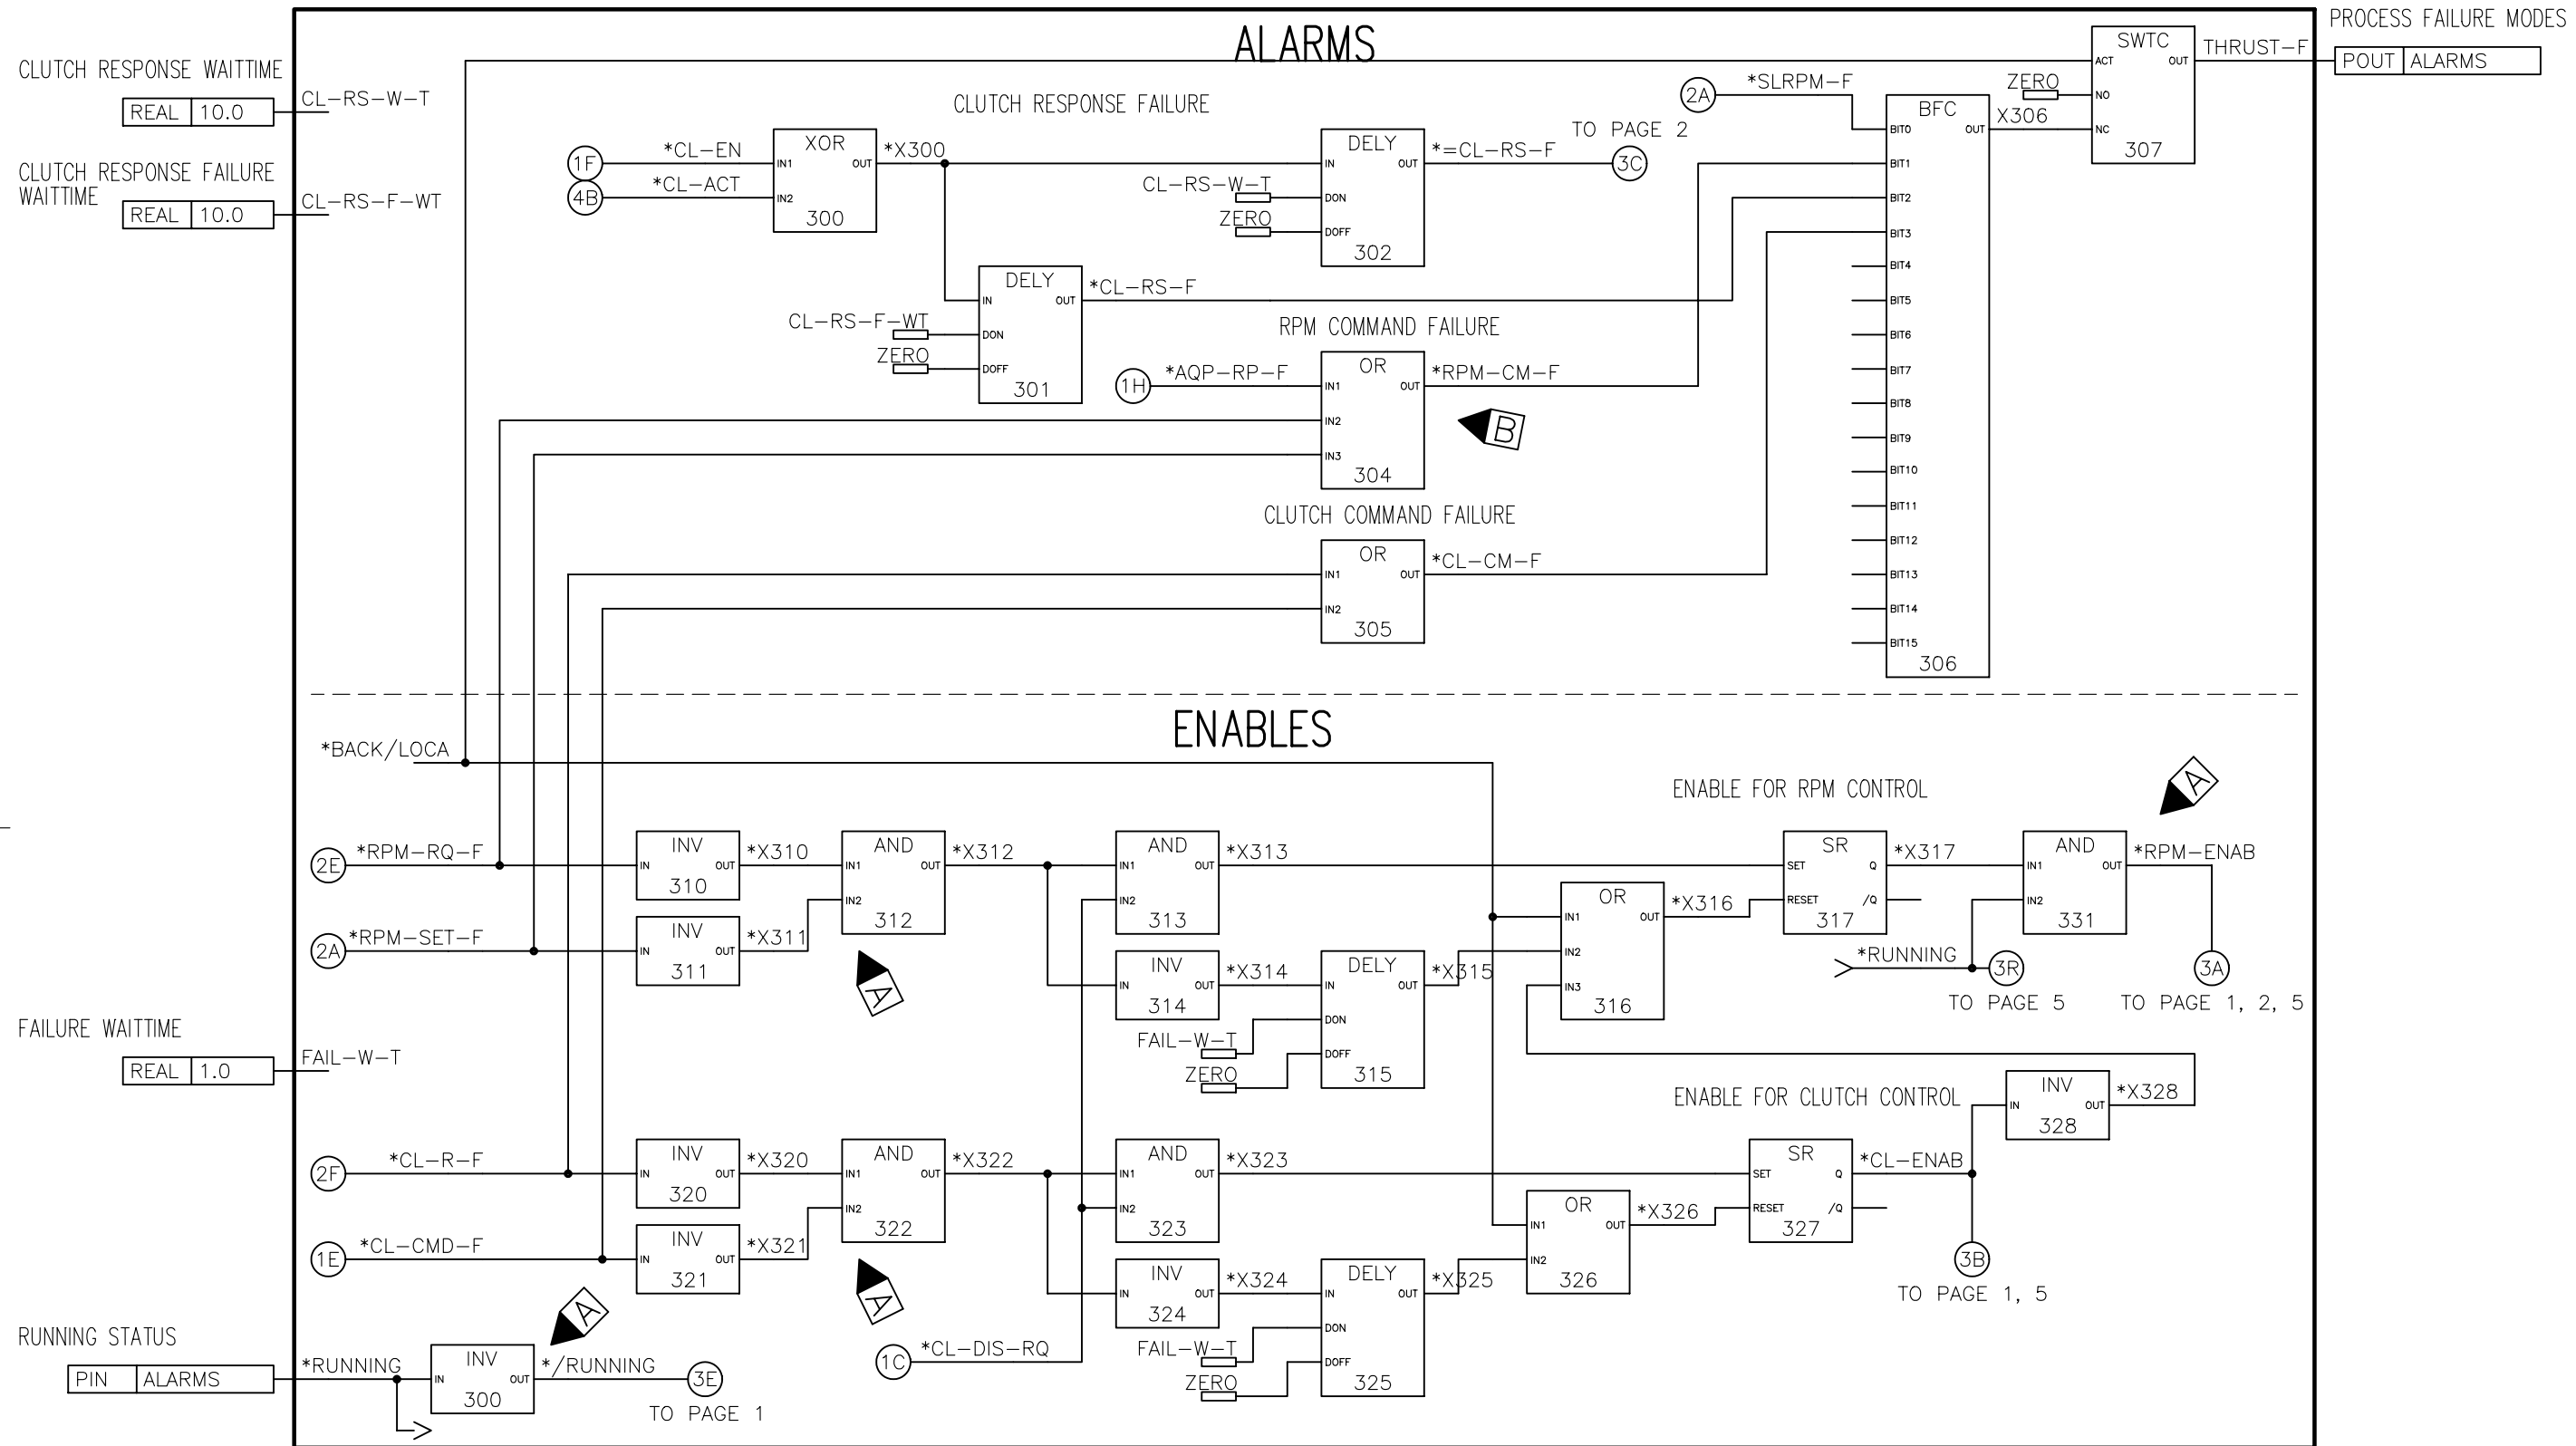 ALARMS
PROCESS FAILURE MODES
THRUST-F
POUT ALARMS
SWTC
ACT OUT
NO
NC
307
ZERO
CLUTCH RESPONSE WAITTIME
REAL 10.0
CL-RS-W-T
CLUTCH RESPONSE FAILURE
WAITTIME
REAL 10.0
CL-RS-F-WT
CLUTCH RESPONSE FAILURE
1F *CL-EN
4B *CL-ACT
XOR
IN1 OUT
IN2
300
*X300
DELY
IN OUT
DON
DOFF
302
CL-RS-W-T
ZERO
*=CL-RS-F
TO PAGE 2
3C
2A *SLRPM-F
BFC
BIT0 OUT
BIT1
BIT2
BIT3
BIT4
BIT5
BIT6
BIT7
BIT8
BIT9
BIT10
BIT11
BIT12
BIT13
BIT14
BIT15
306
X306
DELY
IN OUT
DON
DOFF
301
CL-RS-F-WT
ZERO
*CL-RS-F
RPM COMMAND FAILURE
1H *AQP-RP-F
OR
IN1 OUT
IN2
IN3
304
*RPM-CM-F
B
CLUTCH COMMAND FAILURE
OR
IN1 OUT
IN2
305
*CL-CM-F
ENABLES
*BACK/LOCA
ENABLE FOR RPM CONTROL
A
2E *RPM-RQ-F
INV
IN OUT
310
*X310
AND
IN1 OUT
IN2
312
*X312
AND
IN1 OUT
IN2
313
*X313
SR
SET Q
RESET /Q
317
*X317
AND
IN1 OUT
IN2
331
*RPM-ENAB
2A *RPM-SET-F
INV
IN OUT
311
*X311
A
INV
IN OUT
314
*X314
DELY
IN OUT
DON
DOFF
315
*X315
FAIL-W-T
ZERO
OR
IN1 OUT
IN2
IN3
316
*X316
*RUNNING
3R
TO PAGE 5
3A
TO PAGE 1, 2, 5
FAILURE WAITTIME
REAL 1.0
FAIL-W-T
ENABLE FOR CLUTCH CONTROL
INV
IN OUT
328
*X328
2F *CL-R-F
INV
IN OUT
320
*X320
AND
IN1 OUT
IN2
322
*X322
AND
IN1 OUT
IN2
323
*X323
SR
SET Q
RESET /Q
327
*CL-ENAB
3B
TO PAGE 1, 5
1E *CL-CMD-F
INV
IN OUT
321
*X321
A
INV
IN OUT
324
*X324
DELY
IN OUT
DON
DOFF
325
*X325
FAIL-W-T
ZERO
OR
IN1 OUT
IN2
326
*X326
1C *CL-DIS-RQ
RUNNING STATUS
PIN ALARMS
*RUNNING
INV
IN OUT
300
A
*/RUNNING
3E
TO PAGE 1